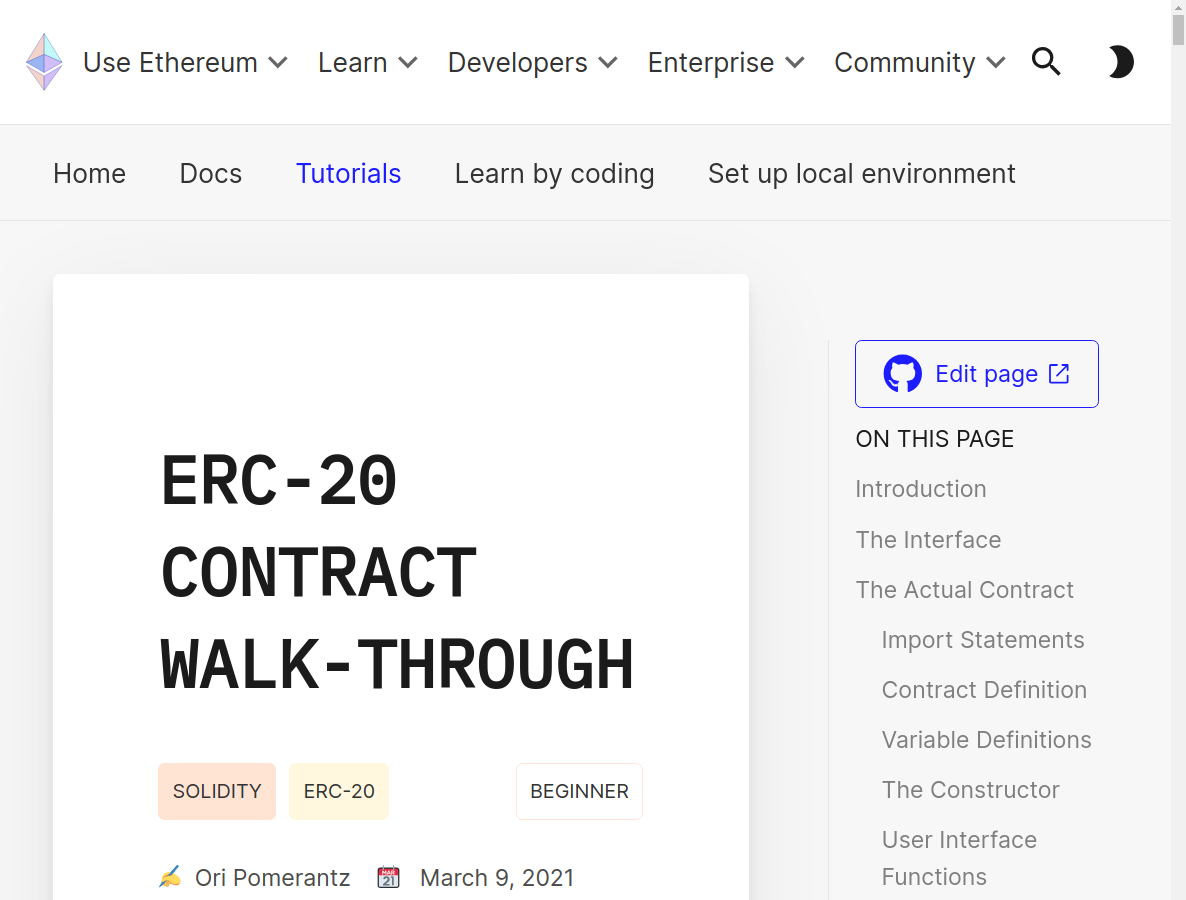 Use Ethereum Learn Developers Enterprise Community
Home Docs Tutorials Learn by coding Set up local environment
ERC-20
CONTRACT
WALK-THROUGH
SOLIDITY ERC-20 BEGINNER
Ori Pomerantz MAR 21 March 9, 2021
Edit page
ON THIS PAGE
Introduction
The Interface
The Actual Contract
Import Statements
Contract Definition
Variable Definitions
The Constructor
User Interface
Functions